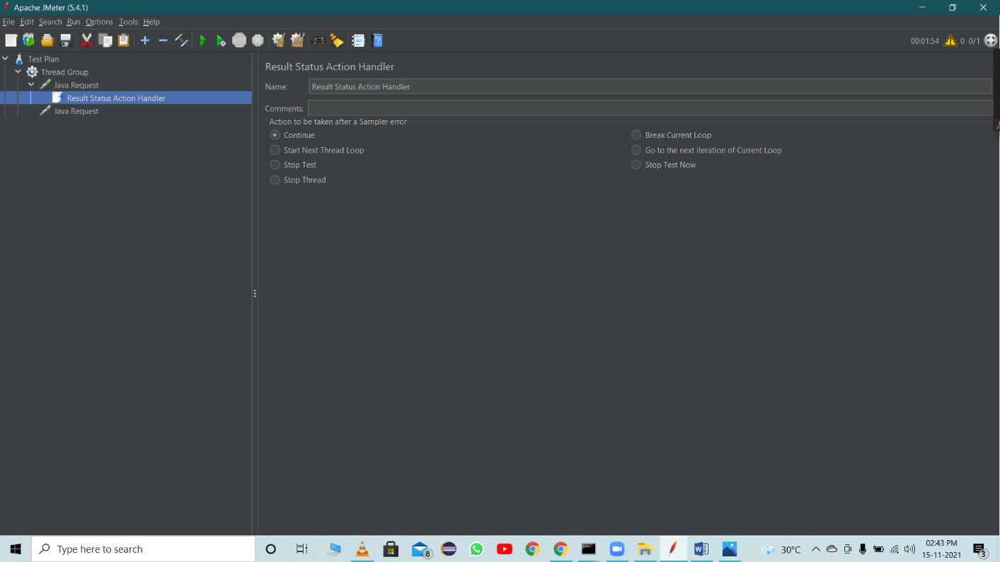 Apache JMeter (5.4.1)
File Edit Search Run Options Tools Help
00:01:54 0 0/1
Test Plan
Thread Group
Java Request
Result Status Action Handler
Java Request
Result Status Action Handler
Name: Result Status Action Handler
Comments:
Action to be taken after a Sampler error
Continue Break Current Loop
Start Next Thread Loop Go to the next iteration of Current Loop
Stop Test Stop Test Now
Stop Thread
Type here to search
8
30°C
02:43 PM
15-11-2021
3